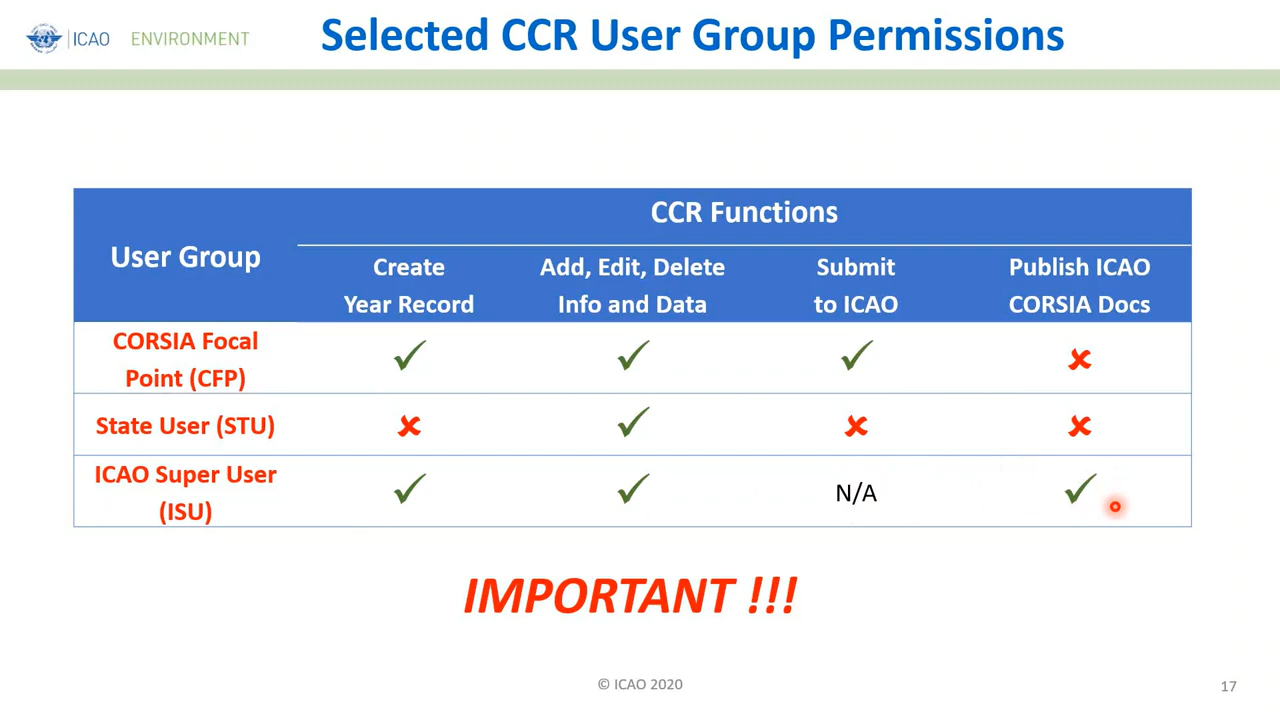 ICAO ENVIRONMENT
Selected CCR User Group Permissions
User Group
CCR Functions
Create
Year Record
Add, Edit, Delete
Info and Data
Submit
to ICAO
Publish ICAO
CORSIA Docs
CORSIA Focal
Point (CFP)
✓ ✓ ✓ ✘
State User (STU)
✘ ✓ ✘ ✘
ICAO Super User
(ISU)
✓ ✓ N/A ✓
IMPORTANT !!!
© ICAO 2020
17